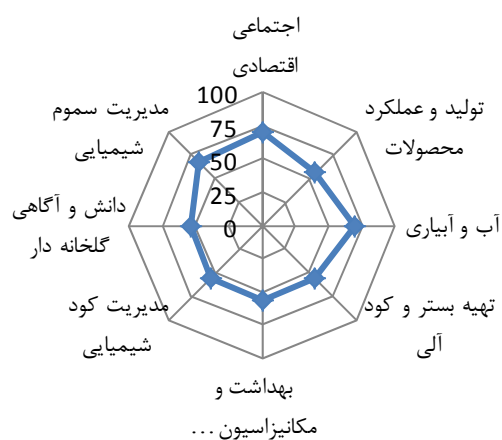 اجتماعی
اقتصادی
تولید و عملکرد
محصولات
آب و آبیاری
تهیه بستر و کود
آلی
بهداشت و
مکانیزاسیون ...
مدیریت کود
شیمیایی
دانش و آگاهی
گلخانه دار
مدیریت سموم
شیمیایی
100
75
50
25
0